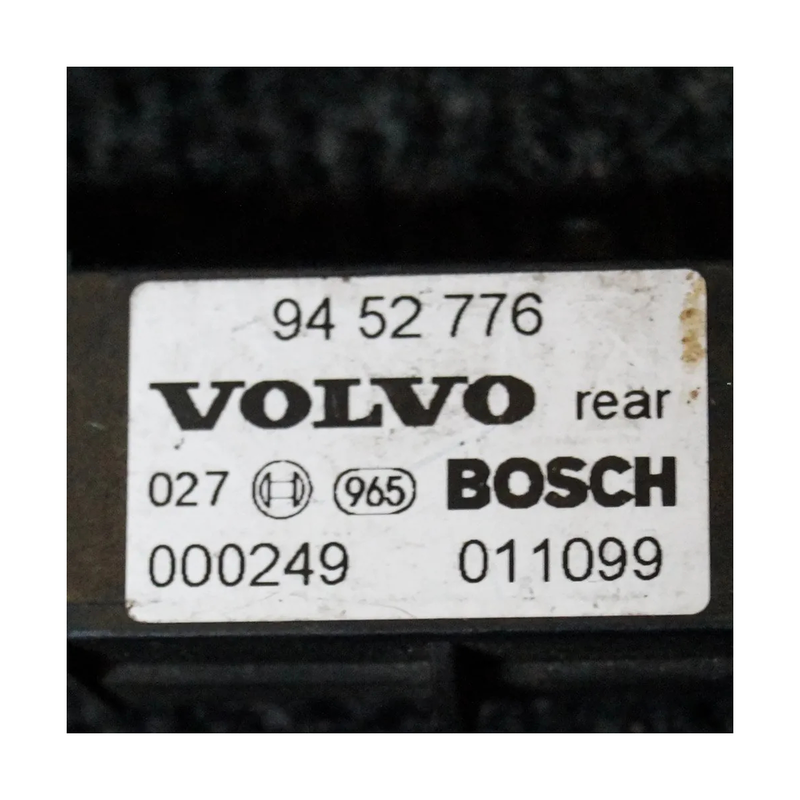 94 52 776
VOLVO rear
027 965 BOSCH
000249 011099